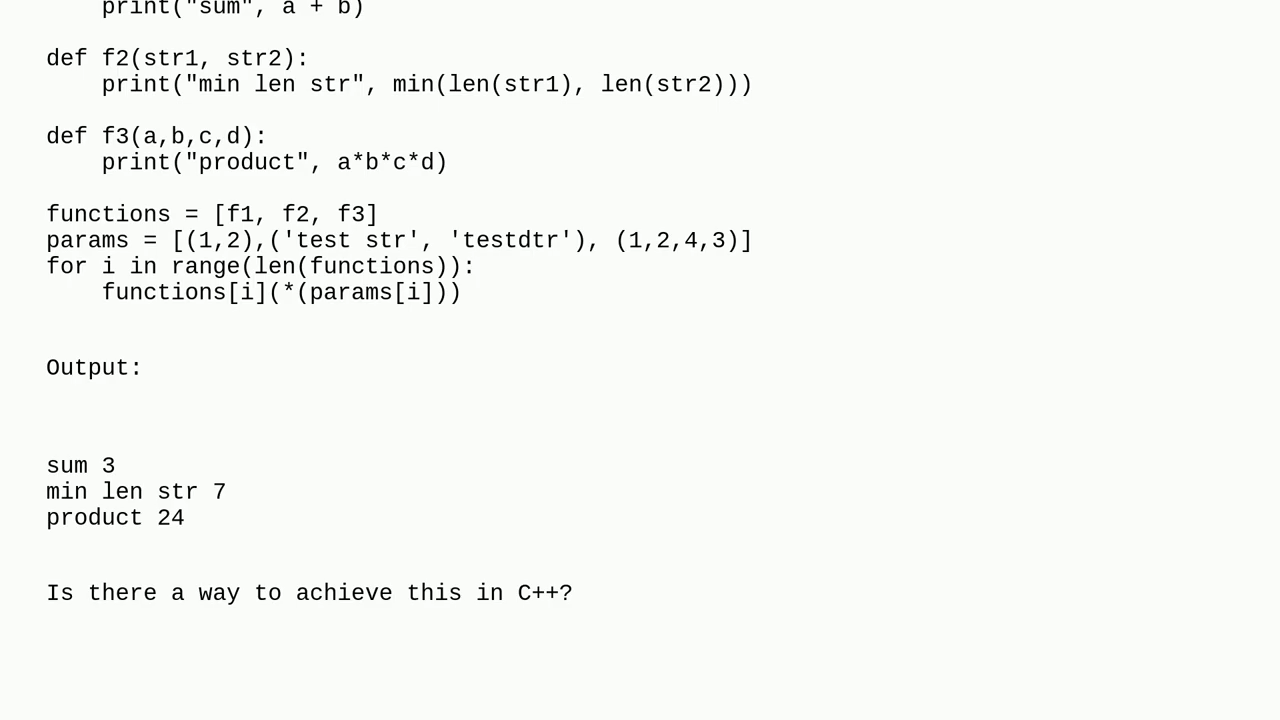 print("sum", a + b)
def f2(str1, str2):
    print("min len str", min(len(str1), len(str2)))
def f3(a,b,c,d):
    print("product", a*b*c*d)
functions = [f1, f2, f3]
params = [(1,2),('test str', 'testdtr'), (1,2,4,3)]
for i in range(len(functions)):
    functions[i](*(params[i]))
Output:
sum 3
min len str 7
product 24
Is there a way to achieve this in C++?